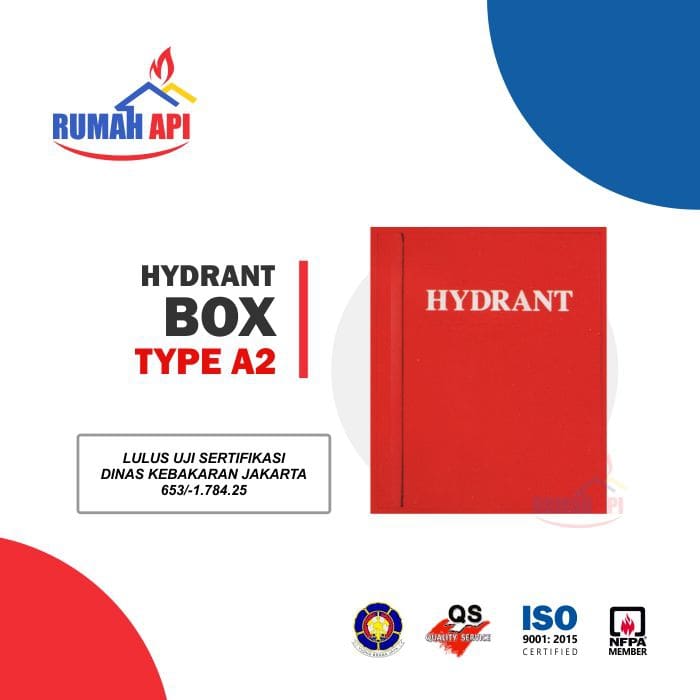 RUMAH API
HYDRANT
BOX
TYPE A2
LULUS UJI SERTIFIKASI
DINAS KEBAKARAN JAKARTA
653/-1.784.25
HYDRANT
RUMAH API
QS
QUALITY SERVICE
ISO
9001: 2015
CERTIFIED
NFPA
MEMBER